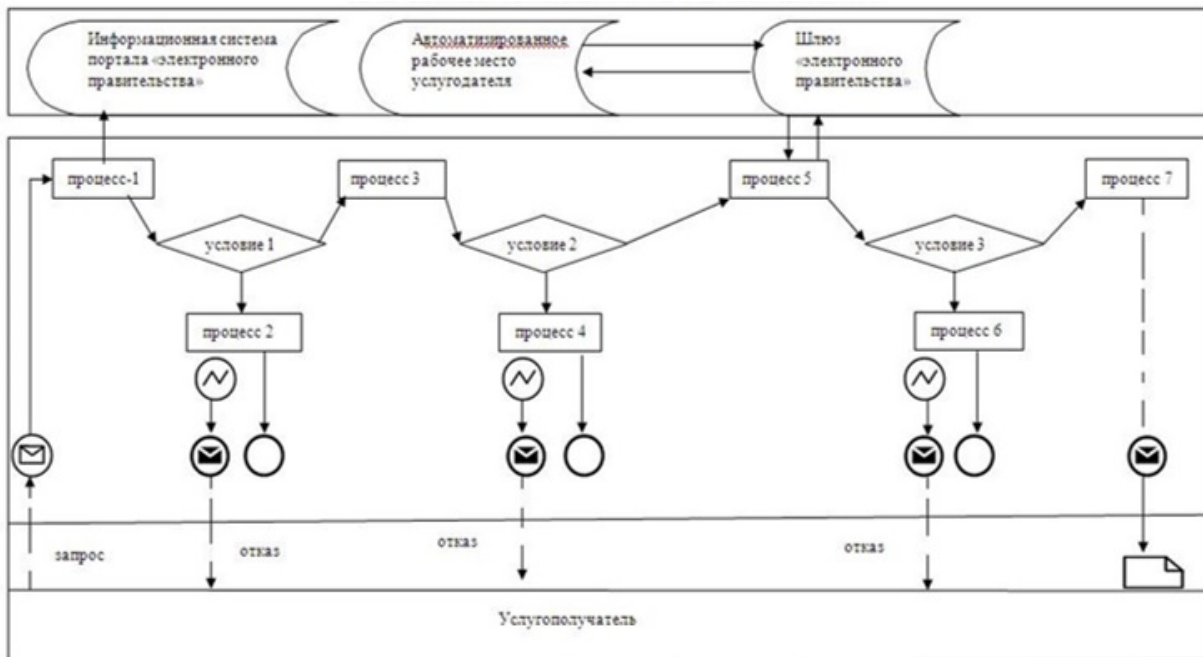 Информационная система
портала «электронного
правительства»
Автоматизированное
рабочее место
услугодателя
Шлюз
«электронного
правительства»
процесс-1
процесс 3
процесс 5
процесс 7
условие 1
условие 2
условие 3
процесс 2
процесс 4
процесс 6
запрос
отказ
отказ
отказ
Услугополучатель